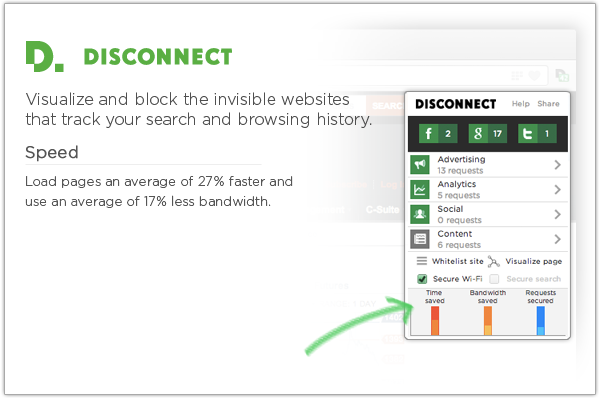 D. DISCONNECT
Visualize and block the invisible websites
that track your search and browsing history.
Speed
Load pages an average of 27% faster and
use an average of 17% less bandwidth.
SEARC
C-Suits
DISCONNECT Help Share
f 2 g 17 t 1
Advertising
13 requests
Analytics
5 requests
Social
0 requests
Content
6 requests
Whitelist site Visualize page
Secure Wi-Fi Secure search
Time saved
Bandwidth saved
Requests secured